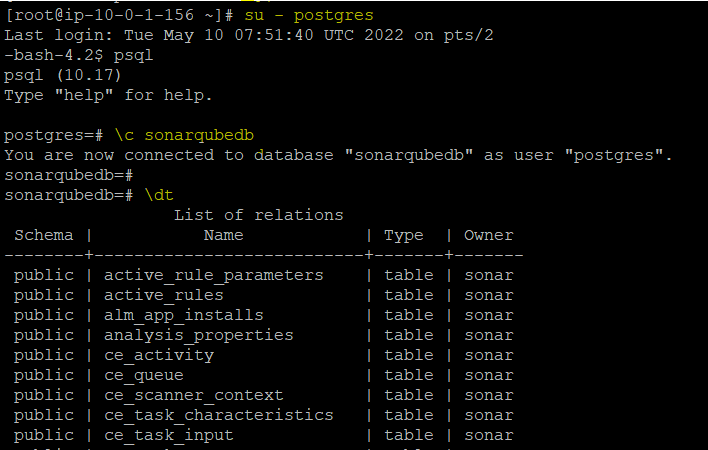 [root@ip-10-0-1-156 ~]# su - postgres
Last login: Tue May 10 07:51:40 UTC 2022 on pts/2
-bash-4.2$ psql
psql (10.17)
Type "help" for help.

postgres=# \c sonarqubedb
You are now connected to database "sonarqubedb" as user "postgres".
sonarqubedb=#
sonarqubedb=# \dt
                 List of relations
 Schema |           Name            | Type  | Owner
--------+---------------------------+-------+-------
 public | active_rule_parameters    | table | sonar
 public | active_rules              | table | sonar
 public | alm_app_installs          | table | sonar
 public | analysis_properties       | table | sonar
 public | ce_activity               | table | sonar
 public | ce_queue                  | table | sonar
 public | ce_scanner_context        | table | sonar
 public | ce_task_characteristics   | table | sonar
 public | ce_task_input             | table | sonar